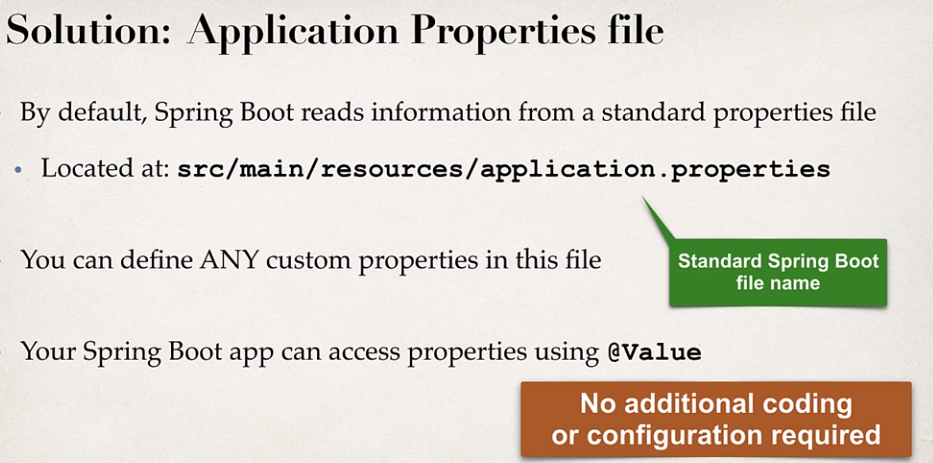 Solution: Application Properties file
By default, Spring Boot reads information from a standard properties file
• Located at: src/main/resources/application.properties
You can define ANY custom properties in this file
Standard Spring Boot
file name
Your Spring Boot app can access properties using @Value
No additional coding
or configuration required